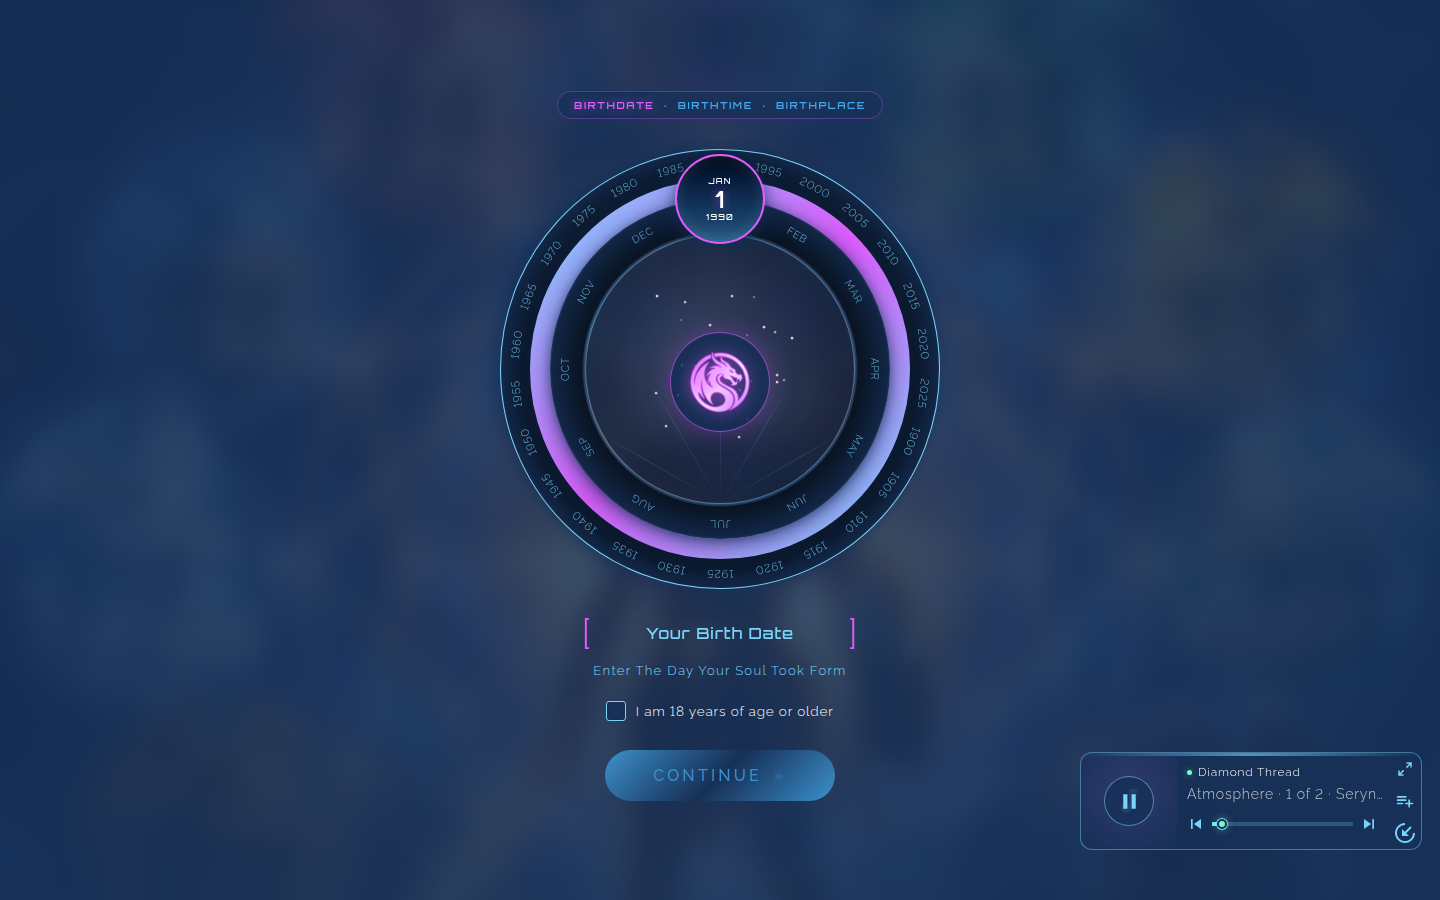 BIRTHDATE · BIRTHTIME · BIRTHPLACE
JAN
1
1990
1995
2000
2005
2010
2015
2020
2025
1900
1905
1910
1915
1920
1925
1930
1935
1940
1945
1950
1955
1960
1965
1970
1975
1980
1985
FEB
MAR
APR
MAY
JUN
JUL
AUG
SEP
OCT
NOV
DEC
[ Your Birth Date ]
Enter The Day Your Soul Took Form
I am 18 years of age or older
CONTINUE »
Diamond Thread
Atmosphere · 1 of 2 · Seryn…